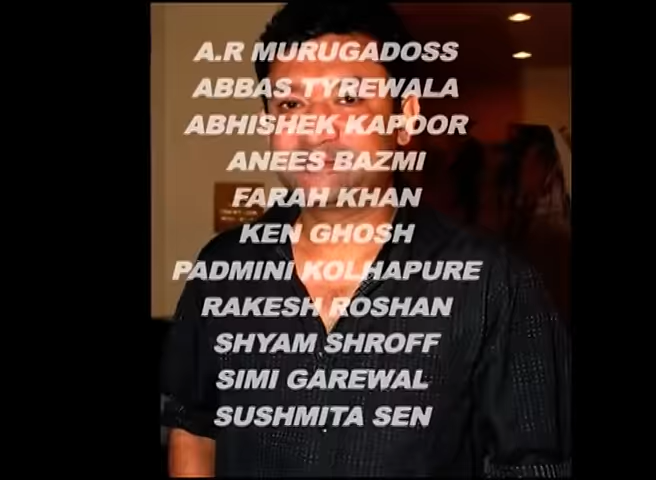 A.R MURUGADOSS
ABBAS TYREWALA
ABHISHEK KAPOOR
ANEES BAZMI
FARAH KHAN
KEN GHOSH
PADMINI KOLHAPURE
RAKESH ROSHAN
SHYAM SHROFF
SIMI GAREWAL
SUSHMITA SEN